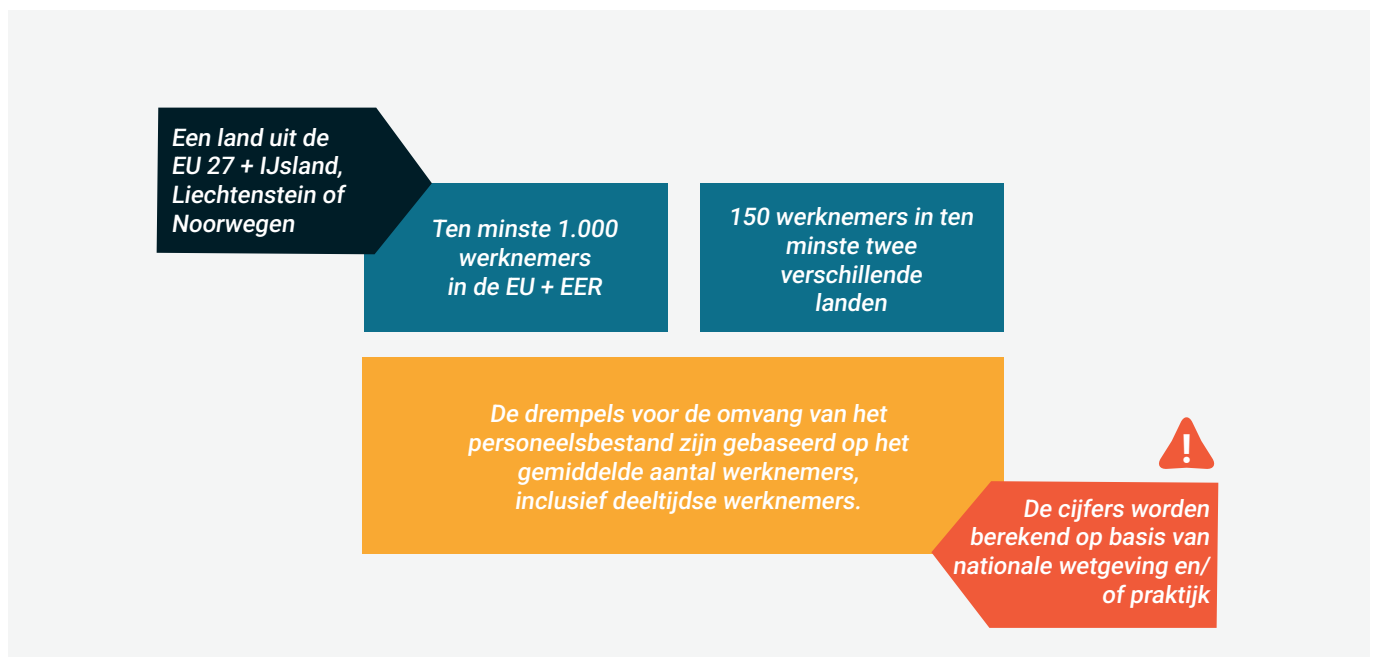 Een land uit de
EU 27 + IJsland,
Liechtenstein of
Noorwegen
Ten minste 1.000
werknemers
in de EU + EER
150 werknemers in ten
minste twee
verschillende
landen
De drempels voor de omvang van het
personeelsbestand zijn gebaseerd op het
gemiddelde aantal werknemers,
inclusief deeltijdse werknemers.
!
De cijfers worden
berekend op basis van
nationale wetgeving en/
of praktijk